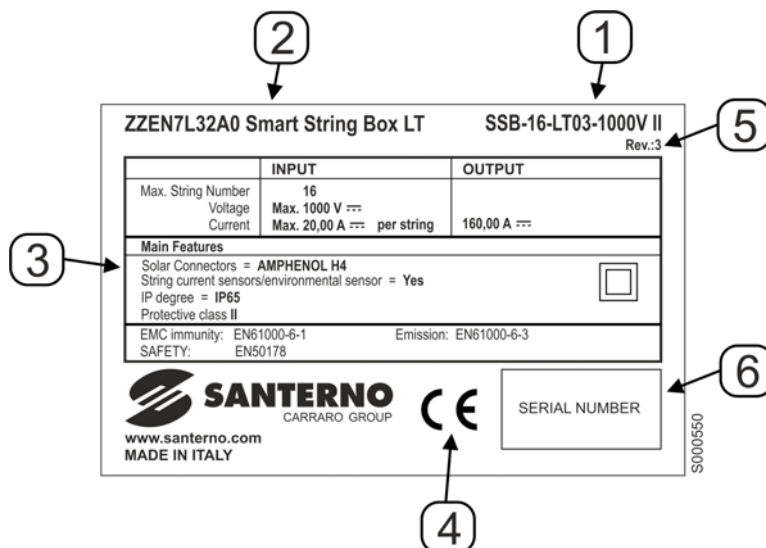 2
1
ZZEN7L32A0 Smart String Box LT SSB-16-LT03-1000V II
5
Rev.:3
INPUT OUTPUT
Max. String Number 16
Voltage Max. 1000 V ⎓
Current Max. 20,00 A ⎓ per string 160,00 A ⎓
3
Main Features
Solar Connectors = AMPHENOL H4
String current sensors/environmental sensor = Yes
IP degree = IP65
Protective class II
EMC immunity: EN61000-6-1 Emission: EN61000-6-3
SAFETY: EN50178
6
SANTERNO
CARRARO GROUP
CE
SERIAL NUMBER
www.santerno.com
MADE IN ITALY
S000550
4